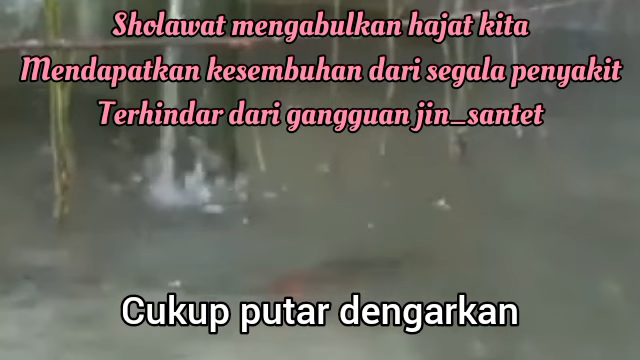 Sholawat mengabulkan hajat kita
Mendapatkan kesembuhan dari segala penyakit
Terhindar dari gangguan jin_santet
Cukup putar dengarkan